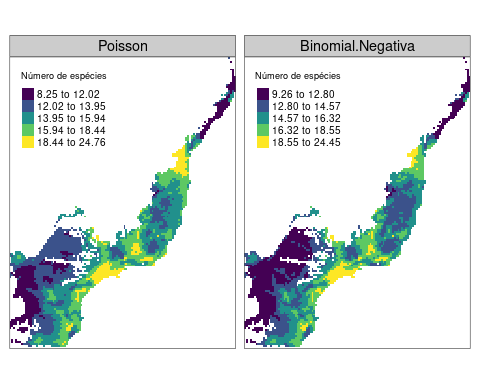 Poisson
Número de espécies
8.25 to 12.02
12.02 to 13.95
13.95 to 15.94
15.94 to 18.44
18.44 to 24.76
Binomial.Negativa
Número de espécies
9.26 to 12.80
12.80 to 14.57
14.57 to 16.32
16.32 to 18.55
18.55 to 24.45